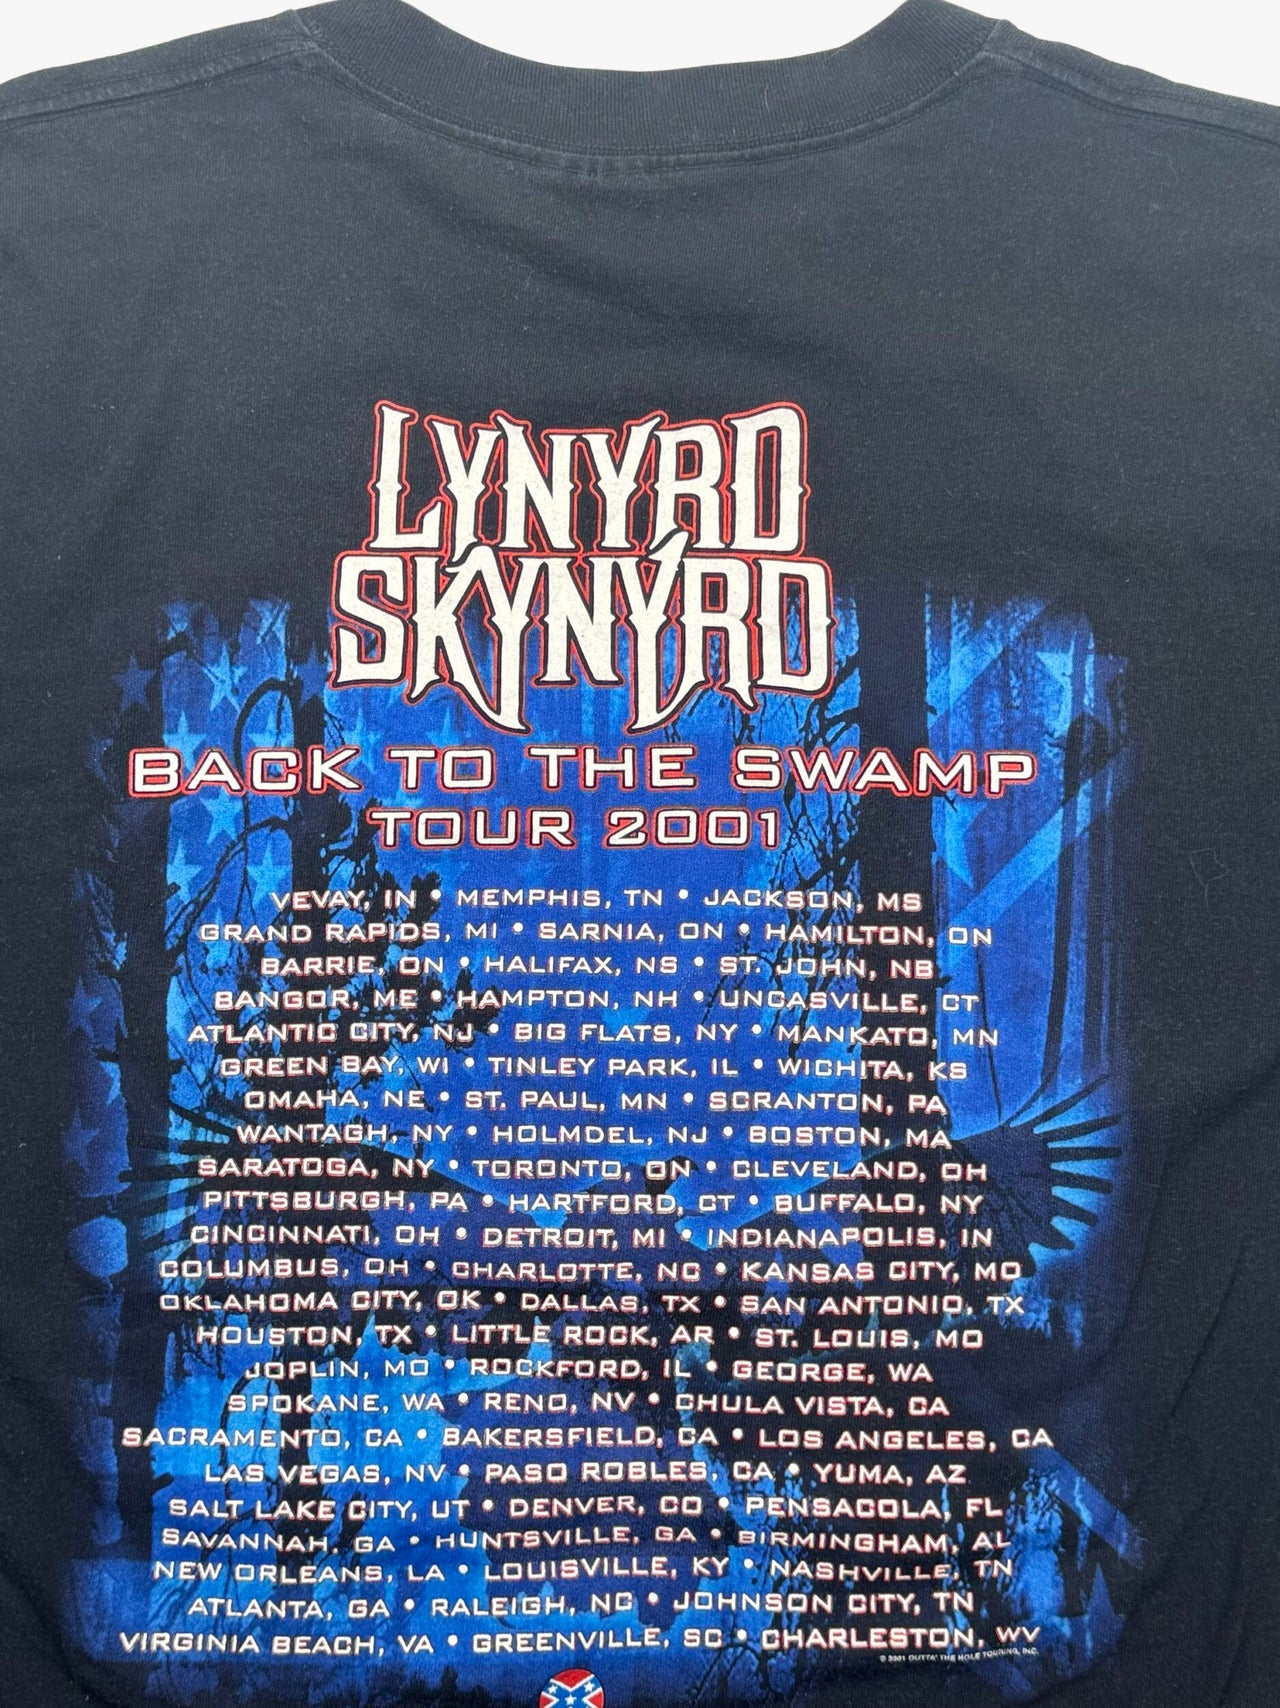 LYNYRD
SKYNYRD
BACK TO THE SWAMP
TOUR 2001
VEVAY, IN • MEMPHIS, TN • JACKSON, MS
GRAND RAPIDS, MI • SARNIA, ON • HAMILTON, ON
BARRIE, ON • HALIFAX, NS • ST. JOHN, NB
BANGOR, ME • HAMPTON, NH • UNCASVILLE, CT
ATLANTIC CITY, NJ • BIG FLATS, NY • MANKATO, MN
GREEN BAY, WI • TINLEY PARK, IL • WICHITA, KS
OMAHA, NE • ST. PAUL, MN • SCRANTON, PA
WANTAGH, NY • HOLMDEL, NJ • BOSTON, MA
SARATOGA, NY • TORONTO, ON • CLEVELAND, OH
PITTSBURGH, PA • HARTFORD, CT • BUFFALO, NY
CINCINNATI, OH • DETROIT, MI • INDIANAPOLIS, IN
COLUMBUS, OH • CHARLOTTE, NC • KANSAS CITY, MO
OKLAHOMA CITY, OK • DALLAS, TX • SAN ANTONIO, TX
HOUSTON, TX • LITTLE ROCK, AR • ST. LOUIS, MO
JOPLIN, MO • ROCKFORD, IL • GEORGE, WA
SPOKANE, WA • RENO, NV • CHULA VISTA, CA
SACRAMENTO, CA • BAKERSFIELD, CA • LOS ANGELES, CA
LAS VEGAS, NV • PASO ROBLES, CA • YUMA, AZ
SALT LAKE CITY, UT • DENVER, CO • PENSACOLA, FL
SAVANNAH, GA • HUNTSVILLE, GA • BIRMINGHAM, AL
NEW ORLEANS, LA • LOUISVILLE, KY • NASHVILLE, TN
ATLANTA, GA • RALEIGH, NC • JOHNSON CITY, TN
VIRGINIA BEACH, VA • GREENVILLE, SC • CHARLESTON, WV
© 2001 OUTTA' THE HOLE TOURING, INC.